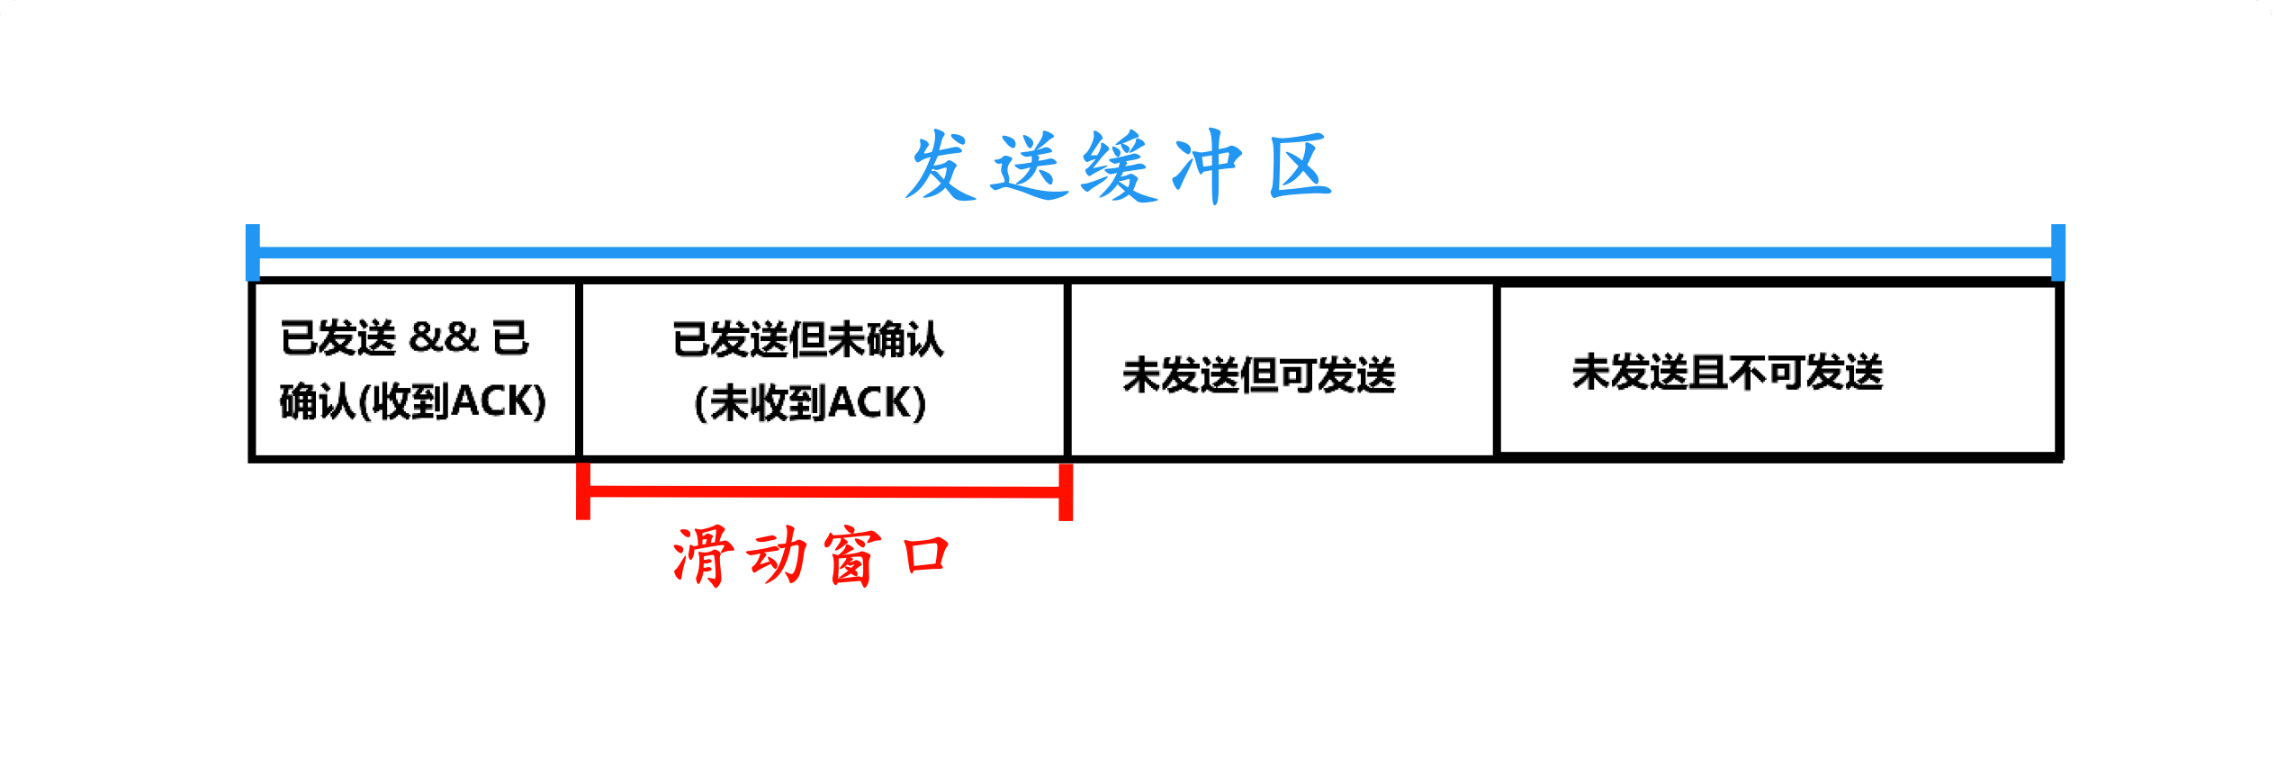 发送缓冲区
已发送 && 已
确认(收到ACK)
已发送但未确认
(未收到ACK)
未发送但可发送
未发送且不可发送
滑动窗口